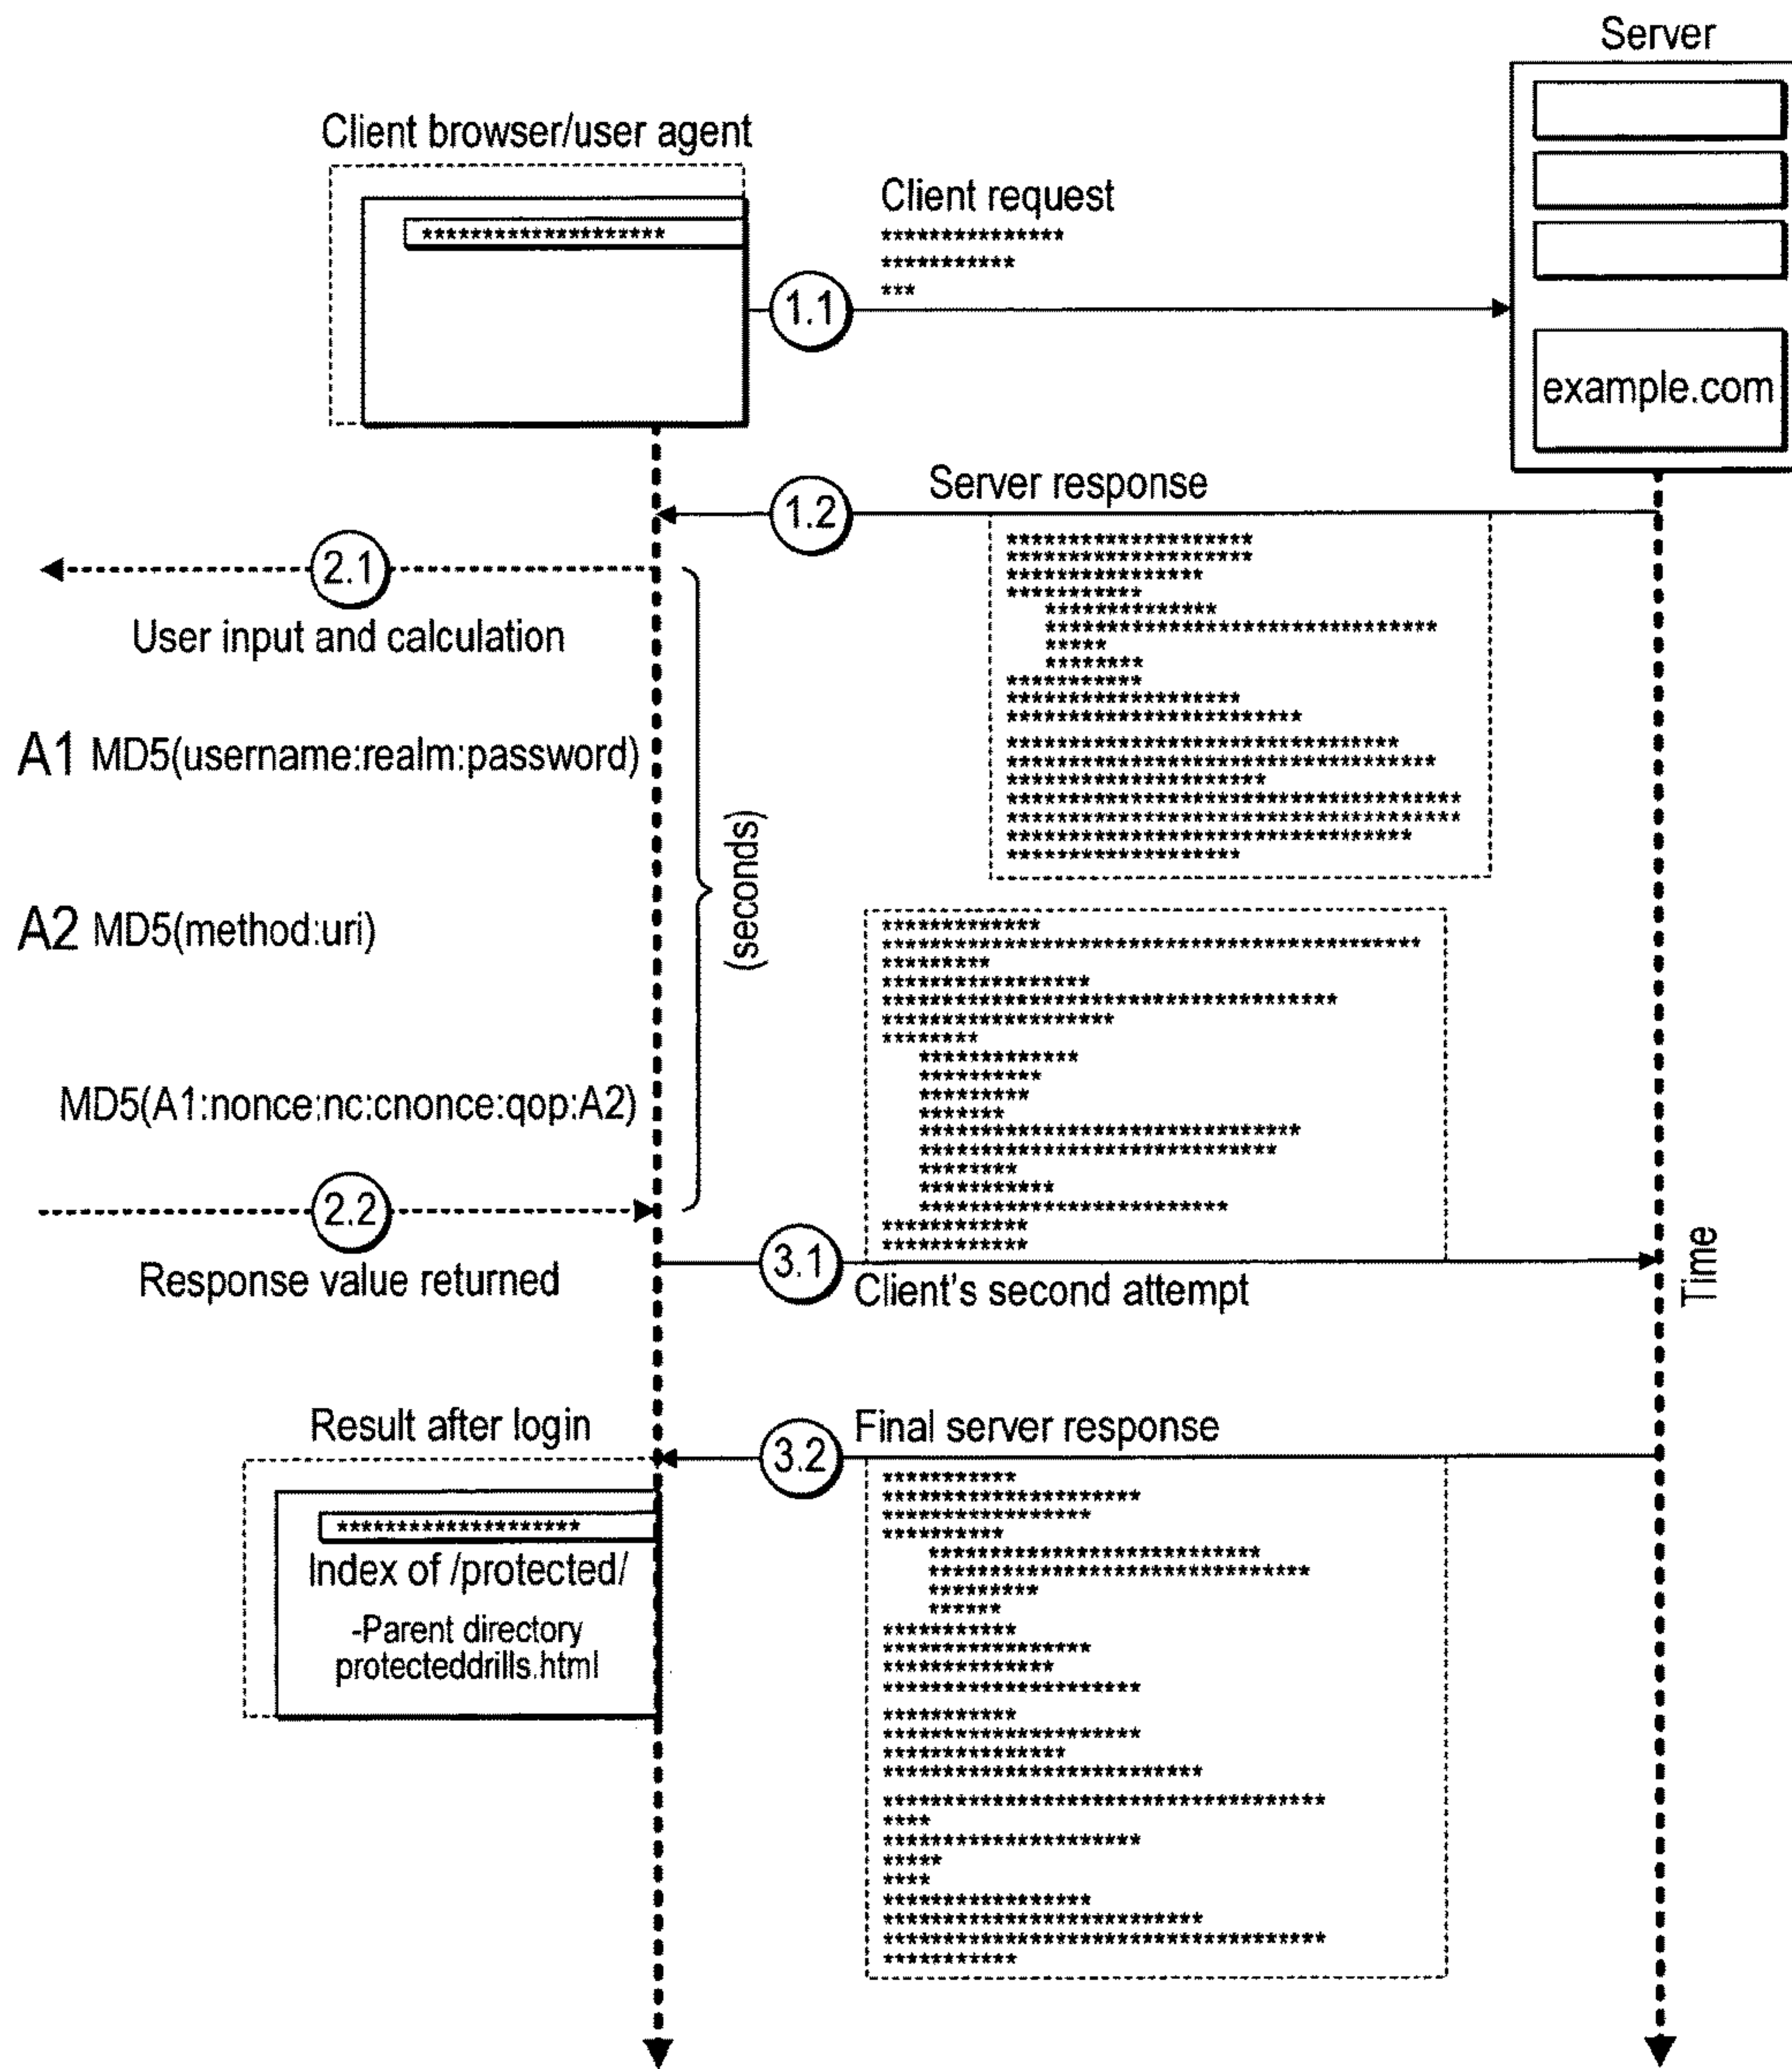 Server
Client browser/user agent
Client request
1.1
example.com
Server response
1.2
2.1
User input and calculation
A1 MD5(username:realm:password)
(seconds)
A2 MD5(method:uri)
MD5(A1:nonce:nc:cnonce:qop:A2)
2.2
Response value returned
3.1
Client's second attempt
Time
Result after login
Final server response
3.2
Index of /protected/
-Parent directory
protecteddrills.html